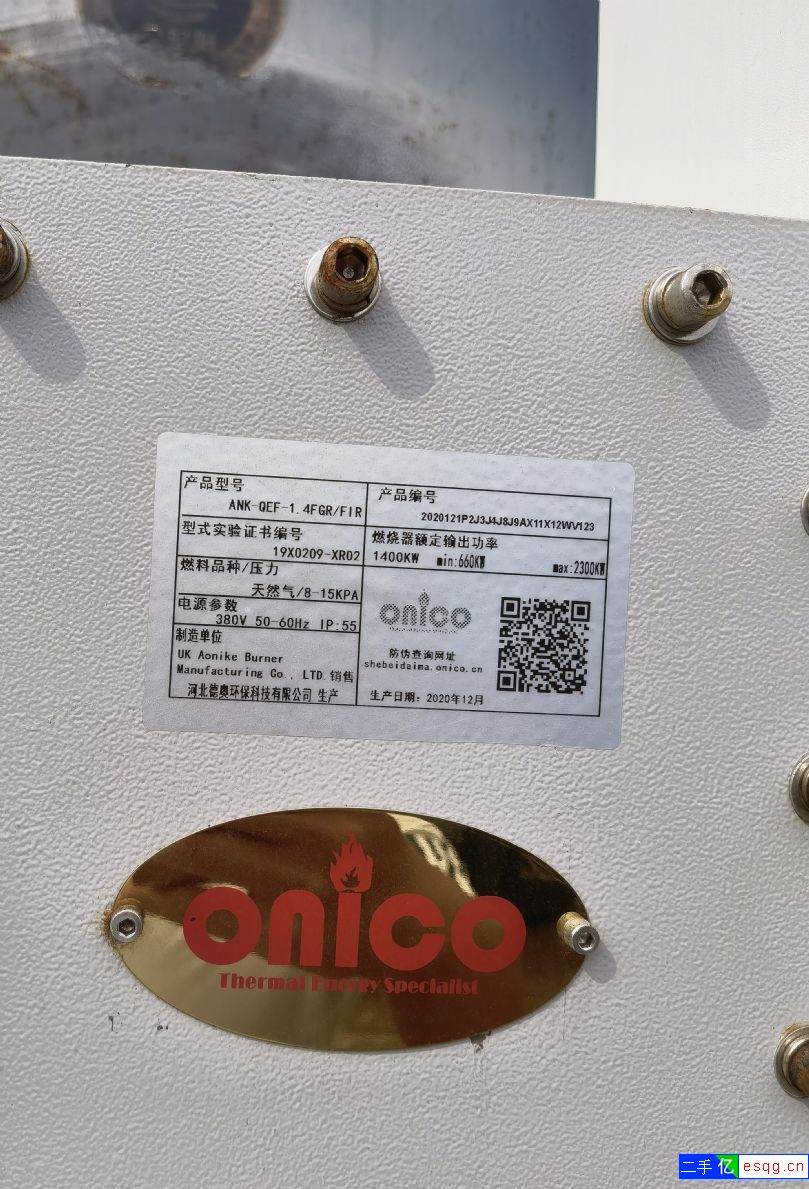 产品型号
ANK-QEF-1.4FGR/FIR
产品编号
2020121P2J3J4J8J9AX11X12WV123
型式实验证书编号
19X0209-XR02
燃烧器额定输出功率
1400KW min:660KW max:2300KW
燃料品种/压力
天然气/8-15KPA
电源参数
380V 50-60Hz IP:55
制造单位
UK Aonike Burner
Manufacturing Co., LTD.销售
河北德奥环保科技有限公司 生产
onico
防伪查询网址
shebeidaima.onico.cn
生产日期: 2020年12月
onico
Thermal Energy Specialist
二手亿 esqg.cn